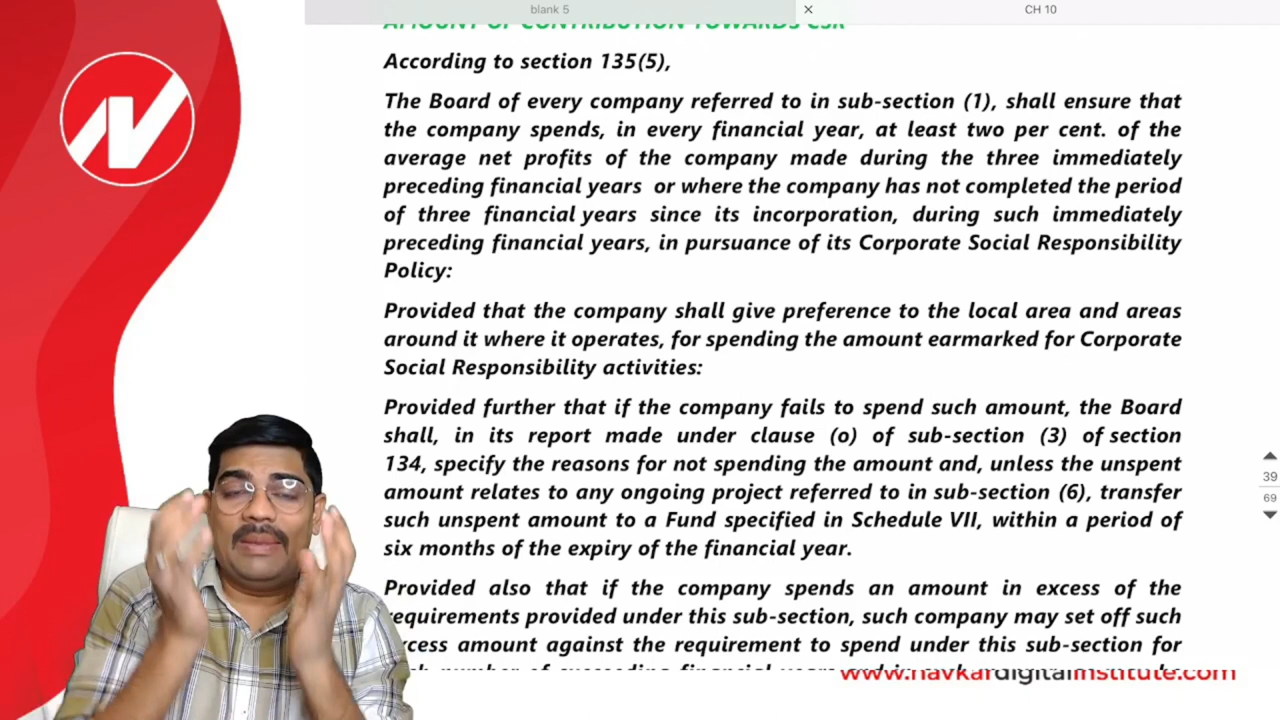 blank 5
CH 10
AMOUNT OF CONTRIBUTION TOWARDS CSR
According to section 135(5),
The Board of every company referred to in sub-section (1), shall ensure that
the company spends, in every financial year, at least two per cent. of the
average net profits of the company made during the three immediately
preceding financial years or where the company has not completed the period
of three financial years since its incorporation, during such immediately
preceding financial years, in pursuance of its Corporate Social Responsibility
Policy:
Provided that the company shall give preference to the local area and areas
around it where it operates, for spending the amount earmarked for Corporate
Social Responsibility activities:
Provided further that if the company fails to spend such amount, the Board
shall, in its report made under clause (o) of sub-section (3) of section
134, specify the reasons for not spending the amount and, unless the unspent
amount relates to any ongoing project referred to in sub-section (6), transfer
such unspent amount to a Fund specified in Schedule VII, within a period of
six months of the expiry of the financial year.
Provided also that if the company spends an amount in excess of the
requirements provided under this sub-section, such company may set off such
excess amount against the requirement to spend under this sub-section for
39
69
www.navkardigitalinstitute.com